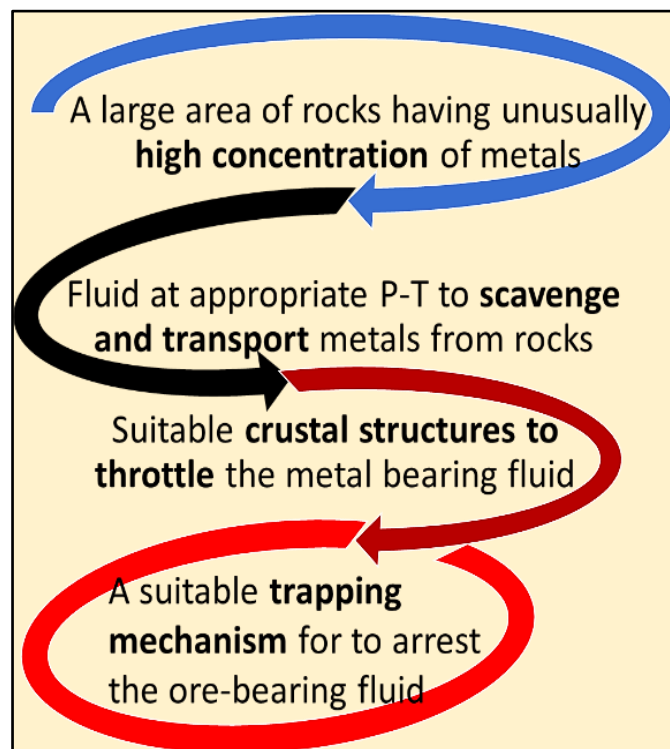 A large area of rocks having unusually
high concentration of metals
Fluid at appropriate P-T to scavenge
and transport metals from rocks
Suitable crustal structures to
throttle the metal bearing fluid
A suitable trapping
mechanism for to arrest
the ore-bearing fluid